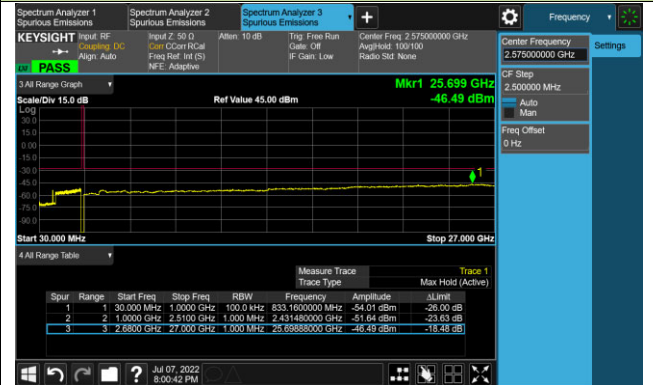 Spectrum Analyzer 1
Spurious Emissions
Spectrum Analyzer 2
Spurious Emissions
Spectrum Analyzer 3
Spurious Emissions
Frequency
KEYSIGHT
Input: RF
Coupling: DC
Align: Auto
Input Z: 50 Ω
Corr CCorr RCal
Freq Ref: Int (S)
NFE: Adaptive
Atten: 10 dB
Trig: Free Run
Gate: Off
IF Gain: Low
Center Freq: 2.575000000 GHz
Avg|Hold: 100/100
Radio Std: None
PASS
Center Frequency
2.575000000 GHz
Settings
CF Step
2.500000 MHz
Auto
Man
Freq Offset
0 Hz
3 All Range Graph
Mkr1 25.699 GHz
Scale/Div 15.0 dB
Ref Value 45.00 dBm
-46.49 dBm
Log
30.0
15.0
0.00
-15.0
-30.0
-45.0
-60.0
-75.0
-90.0
1
Start 30.000 MHz
Stop 27.000 GHz
4 All Range Table
Measure Trace Trace 1
Trace Type Max Hold (Active)
Spur Range Start Freq Stop Freq RBW Frequency Amplitude ΔLimit
1 1 30.000 MHz 1.0000 GHz 100.0 kHz 833.1600000 MHz -54.01 dBm -26.00 dB
2 2 1.0000 GHz 2.5100 GHz 1.000 MHz 2.431480000 GHz -51.64 dBm -23.63 dB
3 3 2.6800 GHz 27.000 GHz 1.000 MHz 25.69888000 GHz -46.49 dBm -18.48 dB
Jul 07, 2022
8:00:42 PM